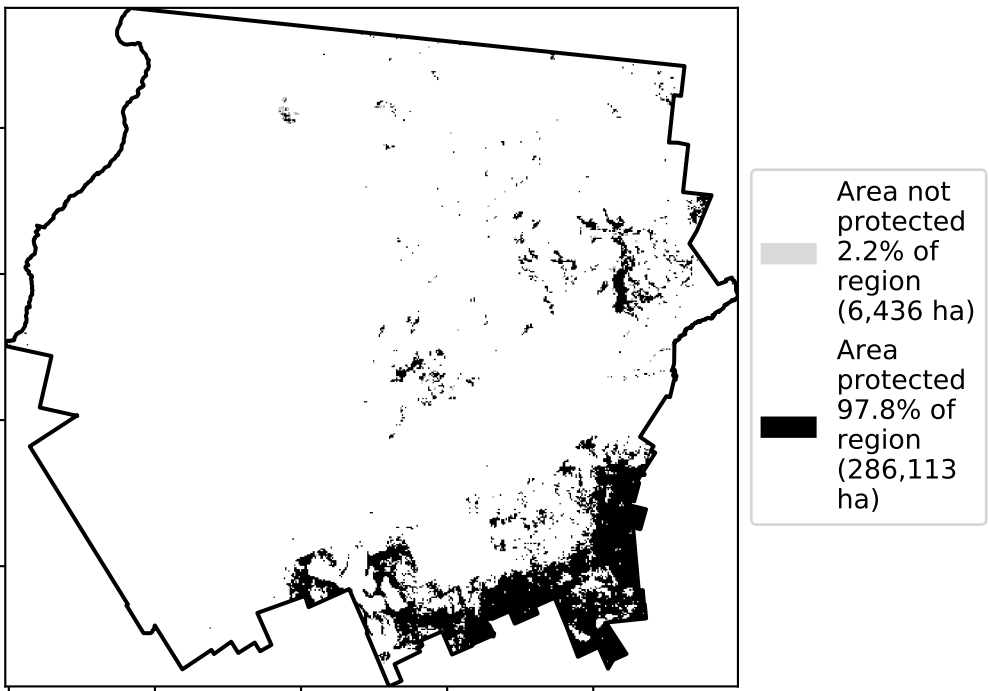 Area not
protected
2.2% of
region
(6,436 ha)
Area
protected
97.8% of
region
(286,113
ha)